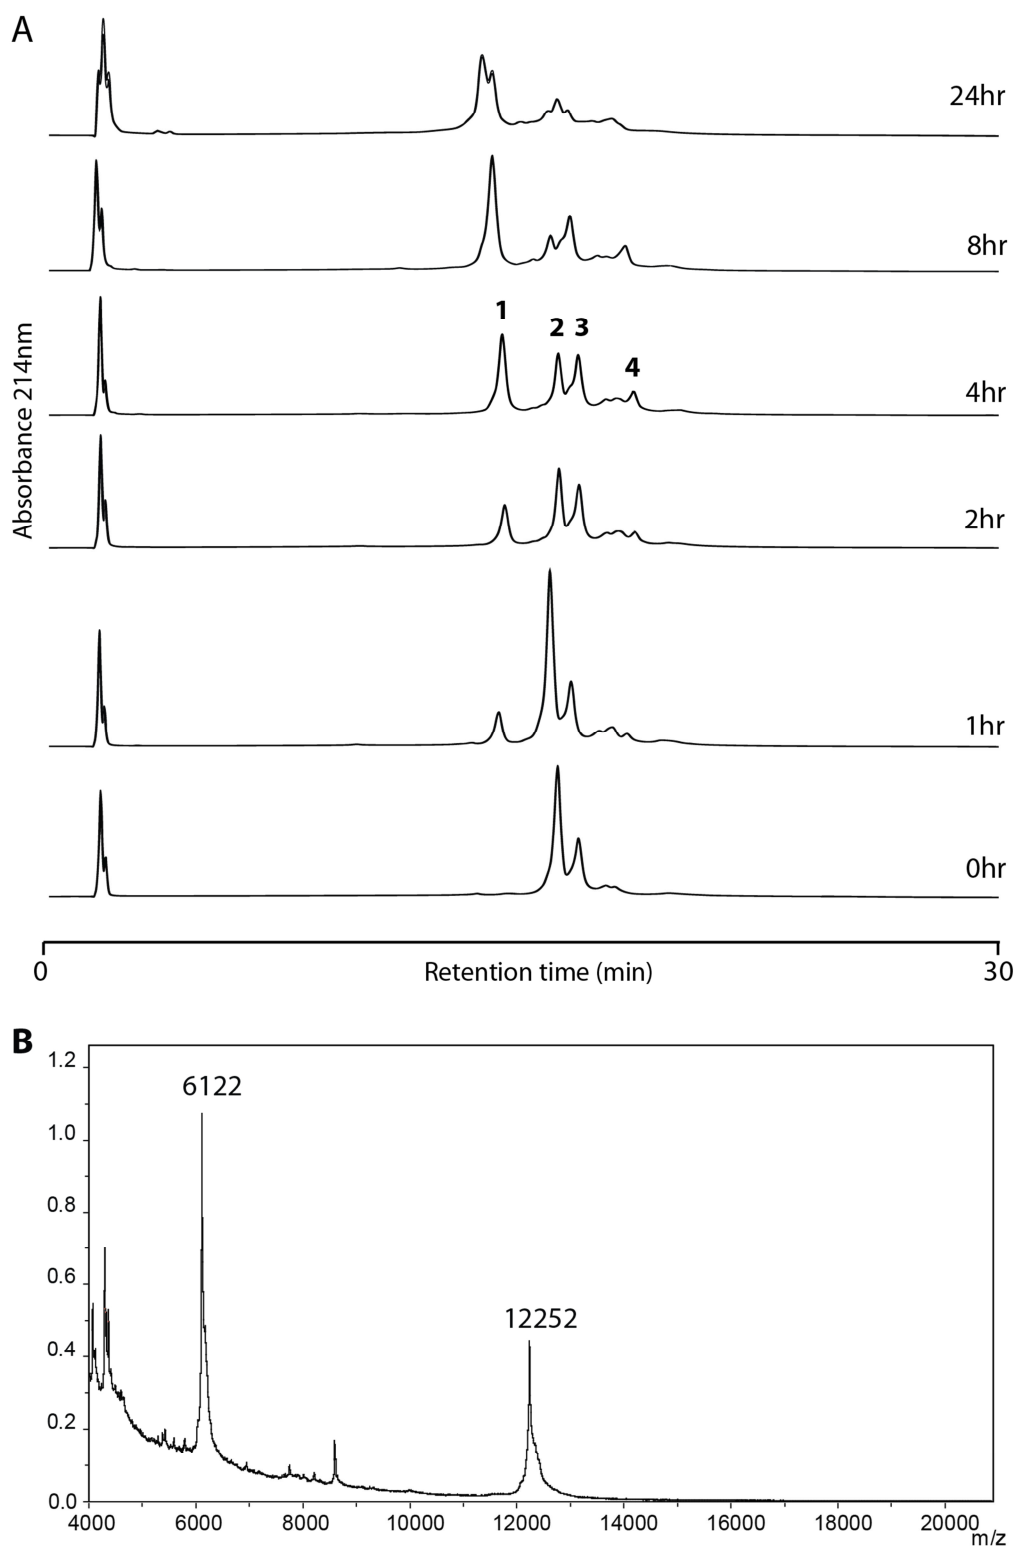 A
24hr
8hr
1
2 3
4
4hr
Absorbance 214nm
2hr
1hr
0hr
0 Retention time (min) 30
B
1.2
6122
1.0
0.8
0.6
12252
0.4
0.2
0.0
4000 6000 8000 10000 12000 14000 16000 18000 20000
m/z